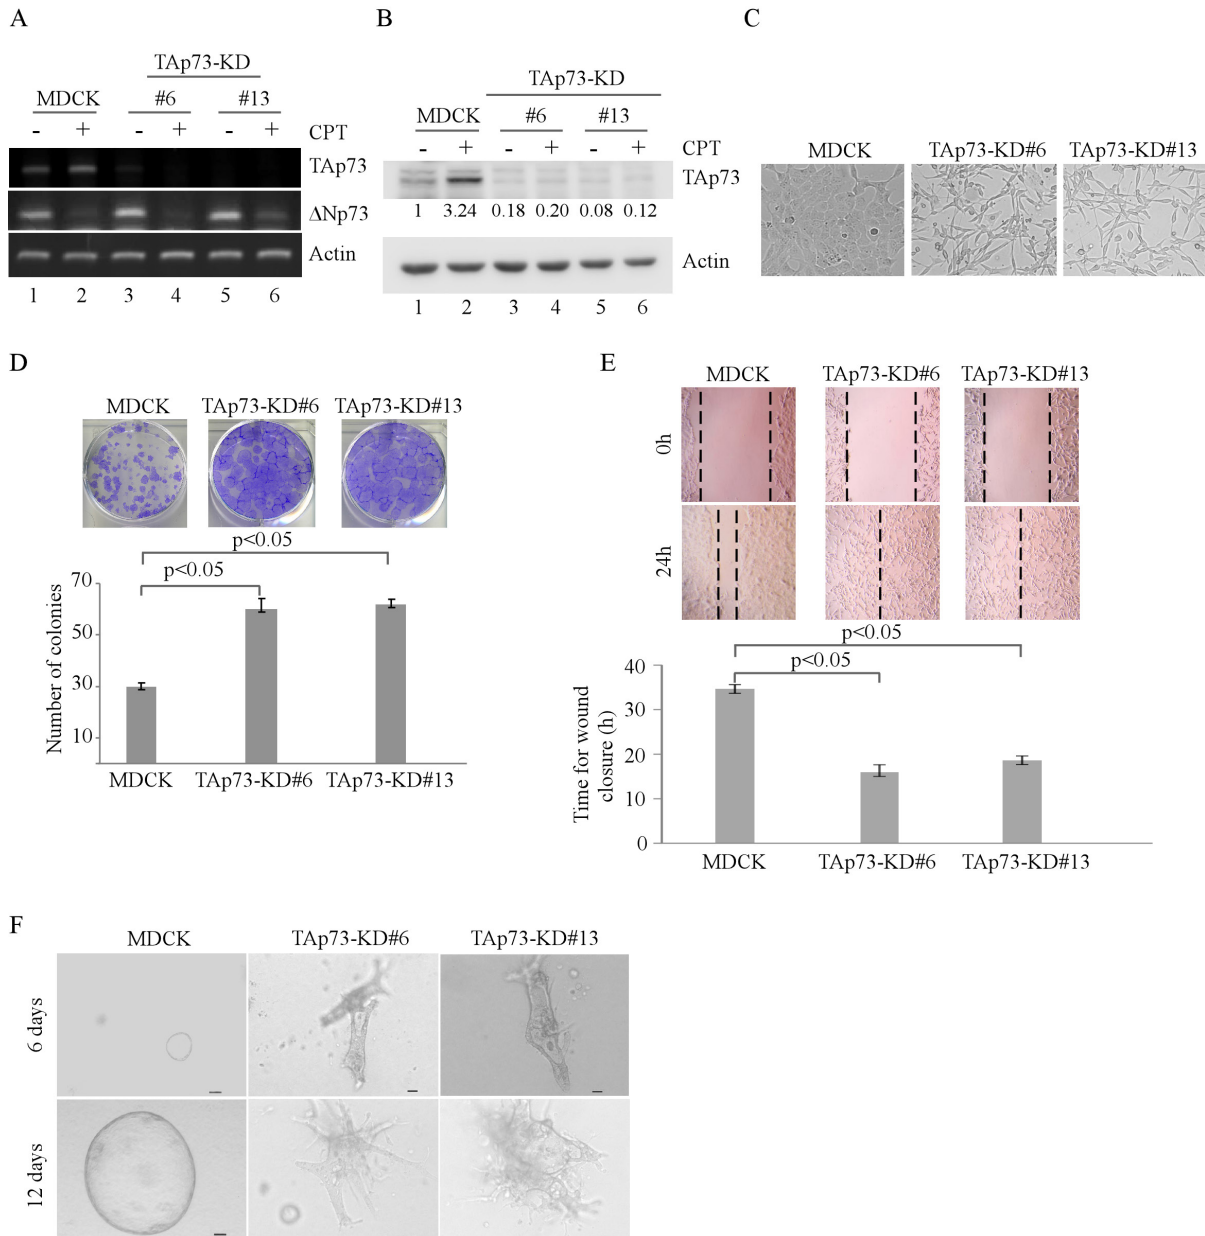 A
TAp73-KD
MDCK #6 #13
- + - + - + CPT
TAp73
ΔNp73
Actin
1 2 3 4 5 6
B
TAp73-KD
MDCK #6 #13
- + - + - + CPT
TAp73
1 3.24 0.18 0.20 0.08 0.12
Actin
1 2 3 4 5 6
C
MDCK TAp73-KD#6 TAp73-KD#13
D
MDCK TAp73-KD#6 TAp73-KD#13
p<0.05
p<0.05
Number of colonies
70
50
30
10
MDCK TAp73-KD#6 TAp73-KD#13
E
MDCK TAp73-KD#6 TAp73-KD#13
0h
24h
p<0.05
p<0.05
Time for wound
closure (h)
40
30
20
10
0
MDCK TAp73-KD#6 TAp73-KD#13
F
MDCK TAp73-KD#6 TAp73-KD#13
6 days
12 days